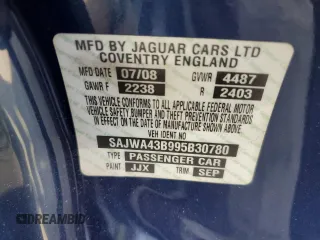 MFD BY JAGUAR CARS LTD
COVENTRY ENGLAND
MFD DATE 07/08 GVWR 4487
GAWR F 2238 R 2403
THIS VEHICLE CONFORMS TO ALL APPLICABLE FEDERAL MOTOR
VEHICLE SAFETY BUMPER AND THEFT PREVENTION STANDARDS
IN EFFECT ON THE DATE OF MANUFACTURE SHOWN ABOVE
VEH IDENT NO
SAJWA43B995B30780
TYPE PASSENGER CAR
PAINT JJX TRIM SEP
DREAMBID